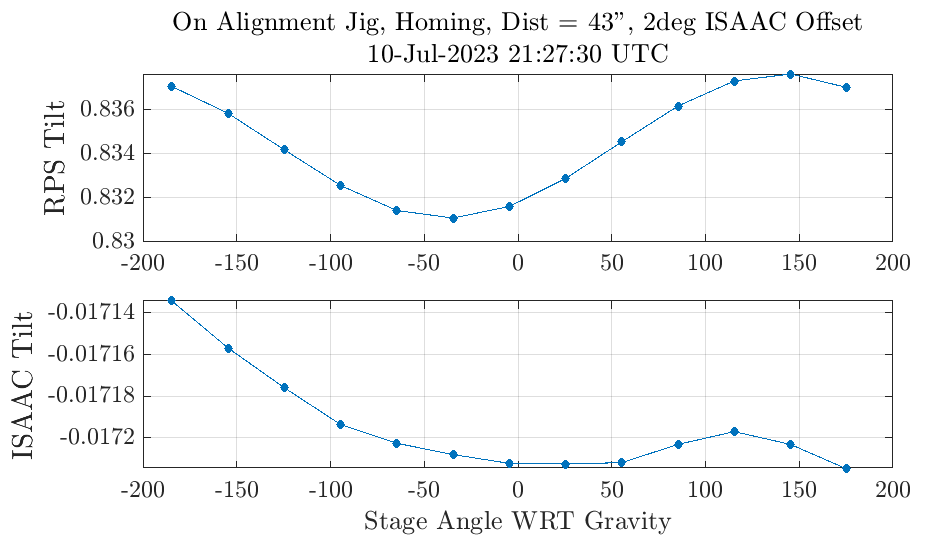 On Alignment Jig, Homing, Dist = 43”, 2deg ISAAC Offset
10-Jul-2023 21:27:30 UTC
RPS Tilt
0.836
0.834
0.832
0.83
-200 -150 -100 -50 0 50 100 150 200
ISAAC Tilt
-0.01714
-0.01716
-0.01718
-0.0172
-200 -150 -100 -50 0 50 100 150 200
Stage Angle WRT Gravity